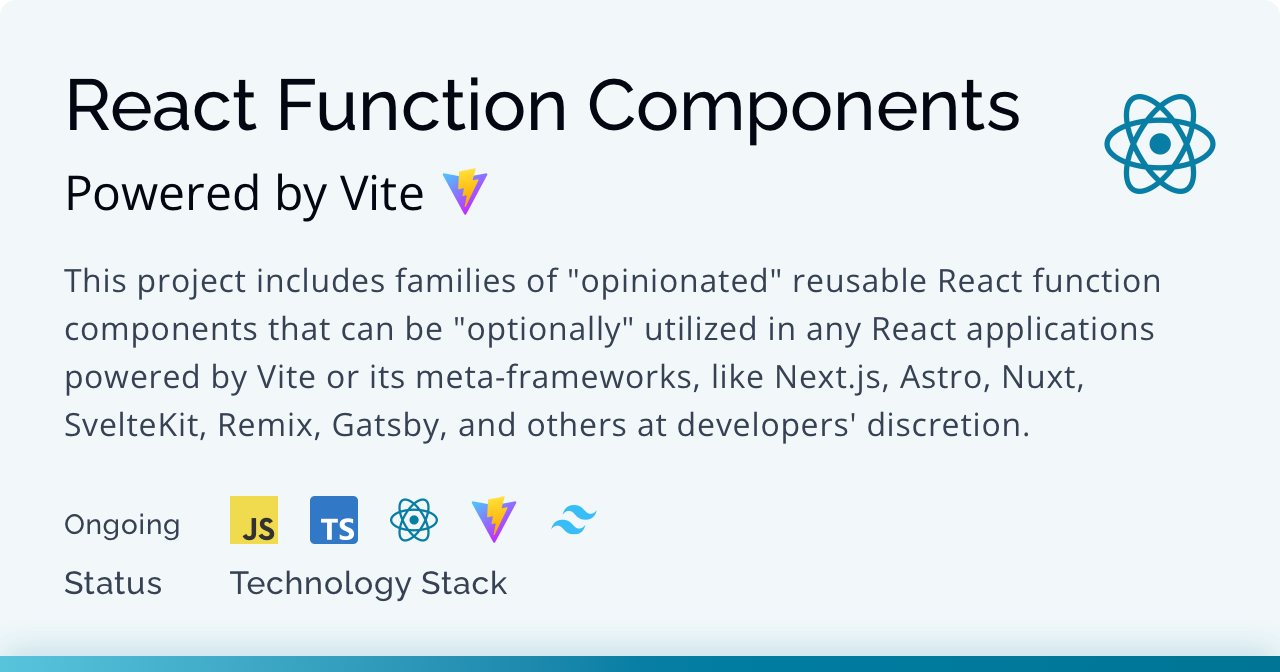 React Function Components
Powered by Vite
This project includes families of "opinionated" reusable React function
components that can be "optionally" utilized in any React applications
powered by Vite or its meta-frameworks, like Next.js, Astro, Nuxt,
SvelteKit, Remix, Gatsby, and others at developers' discretion.
Ongoing JS TS
Status Technology Stack